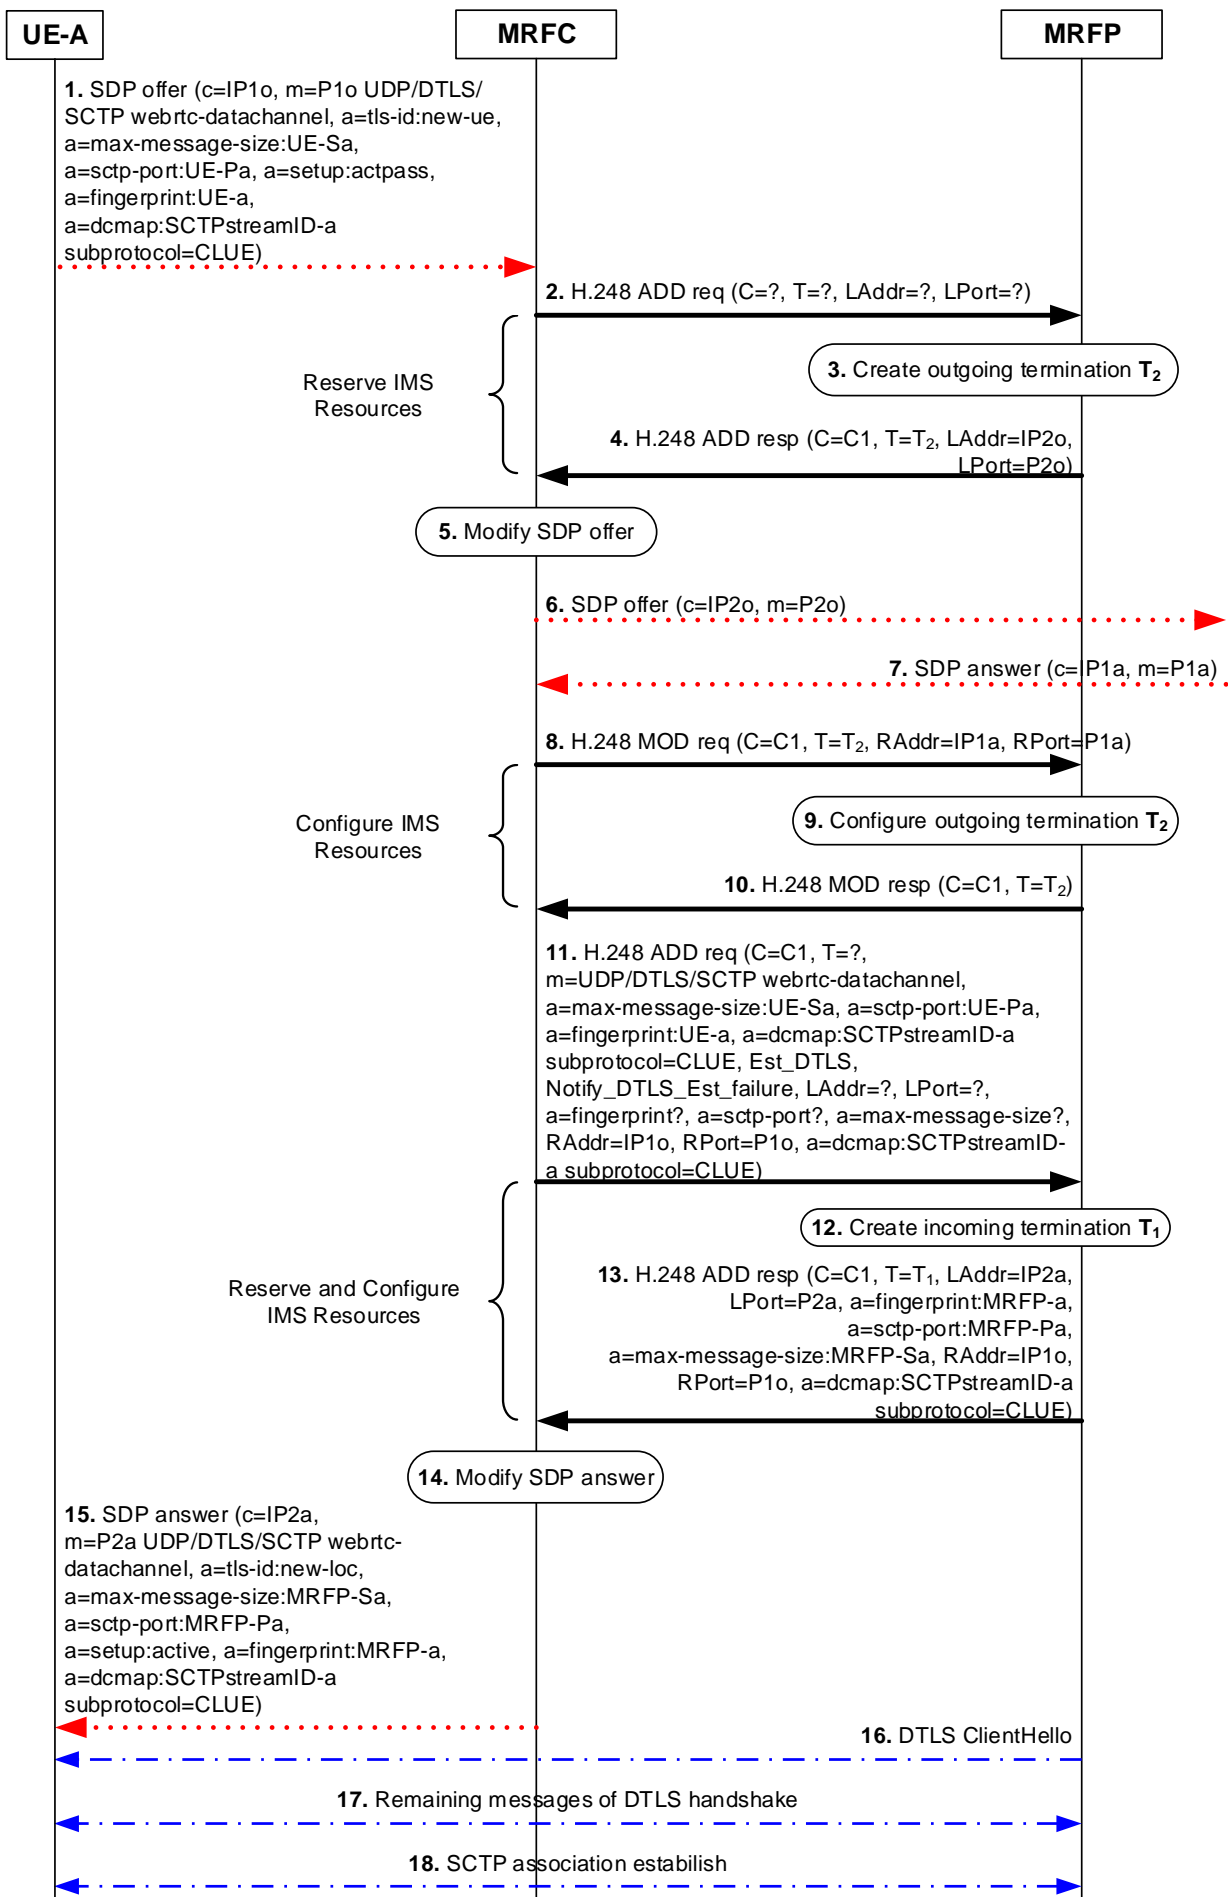 UE-A
MRFC
MRFP
1. SDP offer (c=IP1o, m=P1o UDP/DTLS/
SCTP webrtc-datachannel, a=tls-id:new-ue,
a=max-message-size:UE-Sa,
a=sctp-port:UE-Pa, a=setup:actpass,
a=fingerprint:UE-a,
a=dcmap:SCTPstreamID-a
subprotocol=CLUE)
2. H.248 ADD req (C=?, T=?, LAddr=?, LPort=?)
3. Create outgoing termination T2
Reserve IMS
Resources
4. H.248 ADD resp (C=C1, T=T2, LAddr=IP2o,
LPort=P2o)
5. Modify SDP offer
6. SDP offer (c=IP2o, m=P2o)
7. SDP answer (c=IP1a, m=P1a)
8. H.248 MOD req (C=C1, T=T2, RAddr=IP1a, RPort=P1a)
Configure IMS
Resources
9. Configure outgoing termination T2
10. H.248 MOD resp (C=C1, T=T2)
11. H.248 ADD req (C=C1, T=?,
m=UDP/DTLS/SCTP webrtc-datachannel,
a=max-message-size:UE-Sa, a=sctp-port:UE-Pa,
a=fingerprint:UE-a, a=dcmap:SCTPstreamID-a
subprotocol=CLUE, Est_DTLS,
Notify_DTLS_Est_failure, LAddr=?, LPort=?,
a=fingerprint?, a=sctp-port?, a=max-message-size?,
RAddr=IP1o, RPort=P1o, a=dcmap:SCTPstreamID-
a subprotocol=CLUE)
12. Create incoming termination T1
Reserve and Configure
IMS Resources
13. H.248 ADD resp (C=C1, T=T1, LAddr=IP2a,
LPort=P2a, a=fingerprint:MRFP-a,
a=sctp-port:MRFP-Pa,
a=max-message-size:MRFP-Sa, RAddr=IP1o,
RPort=P1o, a=dcmap:SCTPstreamID-a
subprotocol=CLUE)
14. Modify SDP answer
15. SDP answer (c=IP2a,
m=P2a UDP/DTLS/SCTP webrtc-
datachannel, a=tls-id:new-loc,
a=max-message-size:MRFP-Sa,
a=sctp-port:MRFP-Pa,
a=setup:active, a=fingerprint:MRFP-a,
a=dcmap:SCTPstreamID-a
subprotocol=CLUE)
16. DTLS ClientHello
17. Remaining messages of DTLS handshake
18. SCTP association estabilish